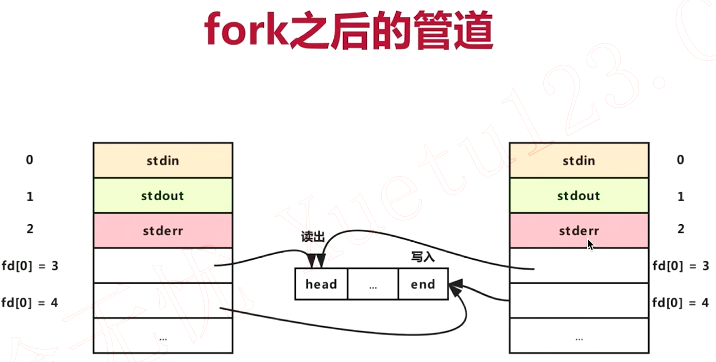 fork之后的管道
0 stdin stdin 0
1 stdout stdout 1
2 stderr stderr 2
读出
写入
fd[0] = 3 fd[0] = 3
head ... end
fd[0] = 4 fd[0] = 4
... ...